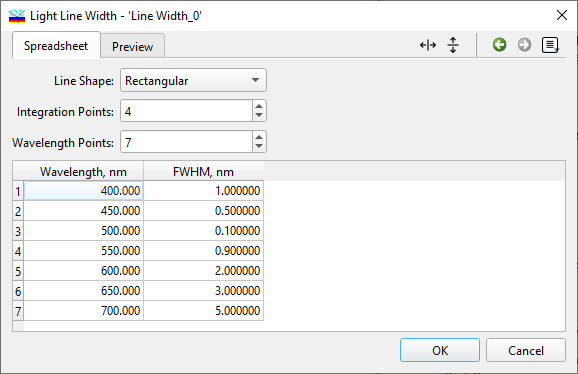 Light Line Width - 'Line Width_0'
Spreadsheet Preview
Line Shape: Rectangular
Integration Points: 4
Wavelength Points: 7
Wavelength, nm FWHM, nm
1 400.000 1.000000
2 450.000 0.500000
3 500.000 0.100000
4 550.000 0.900000
5 600.000 2.000000
6 650.000 3.000000
7 700.000 5.000000
OK Cancel